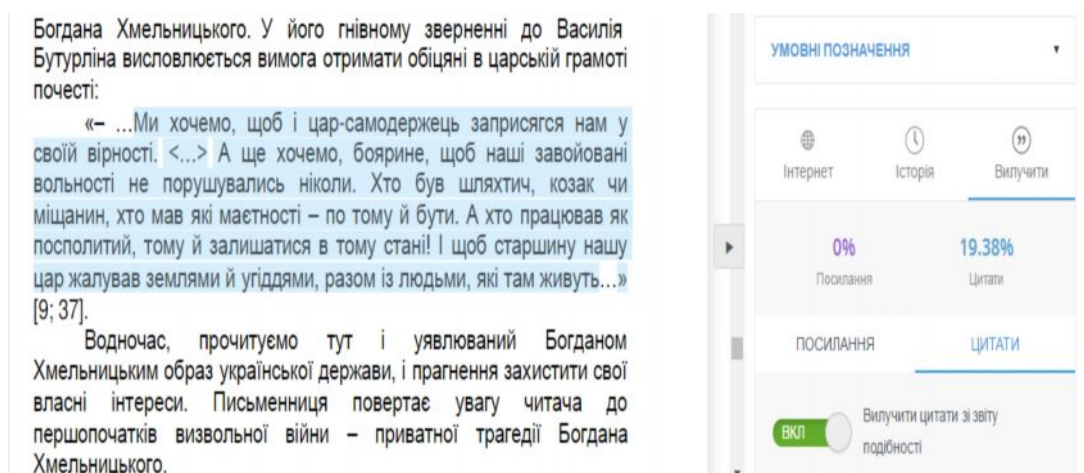 Богдана Хмельницького. У його гнівному зверненні до Василія
Бутурліна висловлюється вимога отримати обіцяні в царській грамоті
почесті:
«– …Ми хочемо, щоб і цар-самодержець заприсягся нам у
своїй вірності. <…> А ще хочемо, боярине, щоб наші завойовані
вольності не порушувались ніколи. Хто був шляхтич, козак чи
міщанин, хто мав які маєтності – по тому й бути. А хто працював як
посполитий, тому й залишатися в тому стані! І щоб старшину нашу
цар жалував землями й угіддями, разом із людьми, які там живуть…»
[9; 37].
Водночас, прочитуємо тут і уявлюваний Богданом
Хмельницьким образ української держави, і прагнення захистити свої
власні інтереси. Письменниця повертає увагу читача до
першопочатків визвольної війни – приватної трагедії Богдана
Хмельницького.
УМОВНІ ПОЗНАЧЕННЯ
Інтернет Історія Вилучити
0% 19.38%
Посилання Цитати
ПОСИЛАННЯ ЦИТАТИ
ВКЛ Вилучити цитати зі звіту
подібності